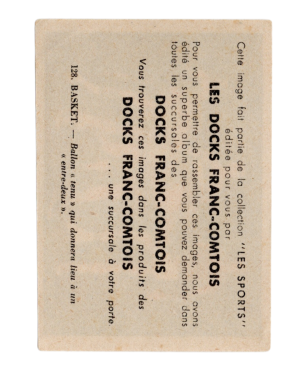 Cette image fait partie de la collection "LES SPORTS"
éditée pour vous par
LES DOCKS FRANC-COMTOIS
Pour vous permettre de rassembler ces images, nous avons
édité un superbe album que vous pouvez demander dans
toutes les succursales des
DOCKS FRANC-COMTOIS
Vous trouverez ces images dans les produits des
DOCKS FRANC-COMTOIS
... une succursale à votre porte
128. BASKET. — Ballon « tenu » qui donnera lieu à un
« entre-deux ».